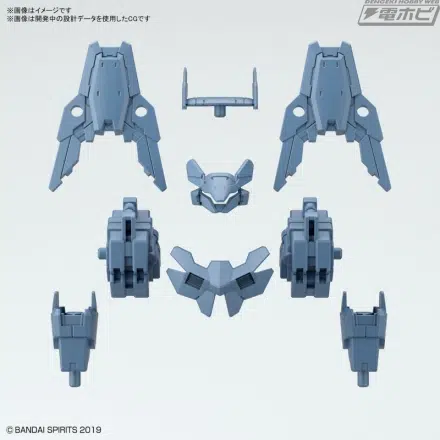 ※画像はイメージです
※画像は開発中の設計データを使用したCGです
DENGEKI HOBBY WEB
電ホビ
©BANDAI SPIRITS 2019